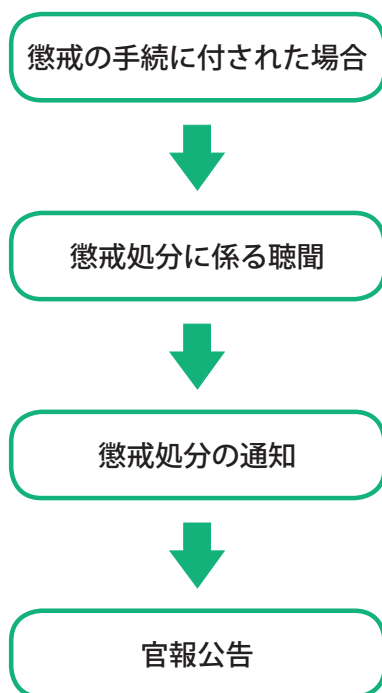 懲戒の手続に付された場合
懲戒処分に係る聴聞
懲戒処分の通知
官報公告